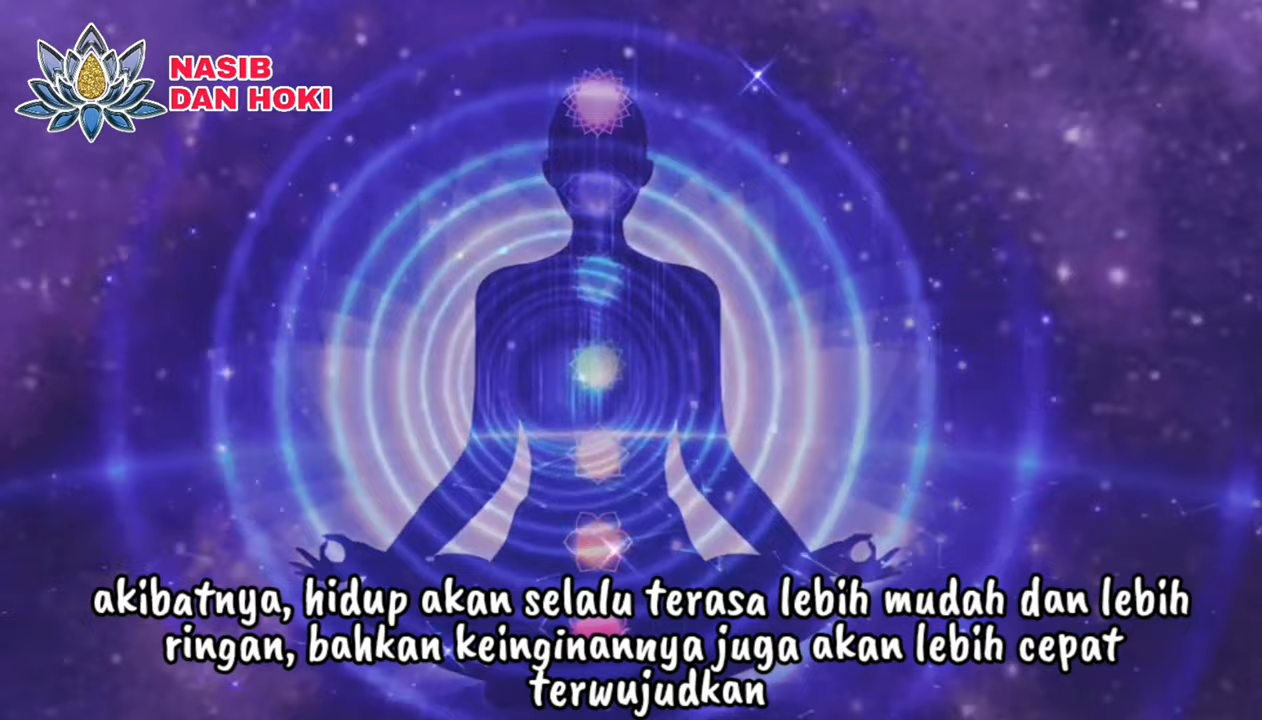 NASIB
DAN HOKI
akibatnya, hidup akan selalu terasa lebih mudah dan lebih
ringan, bahkan keinginannya juga akan lebih cepat
terwujudkan